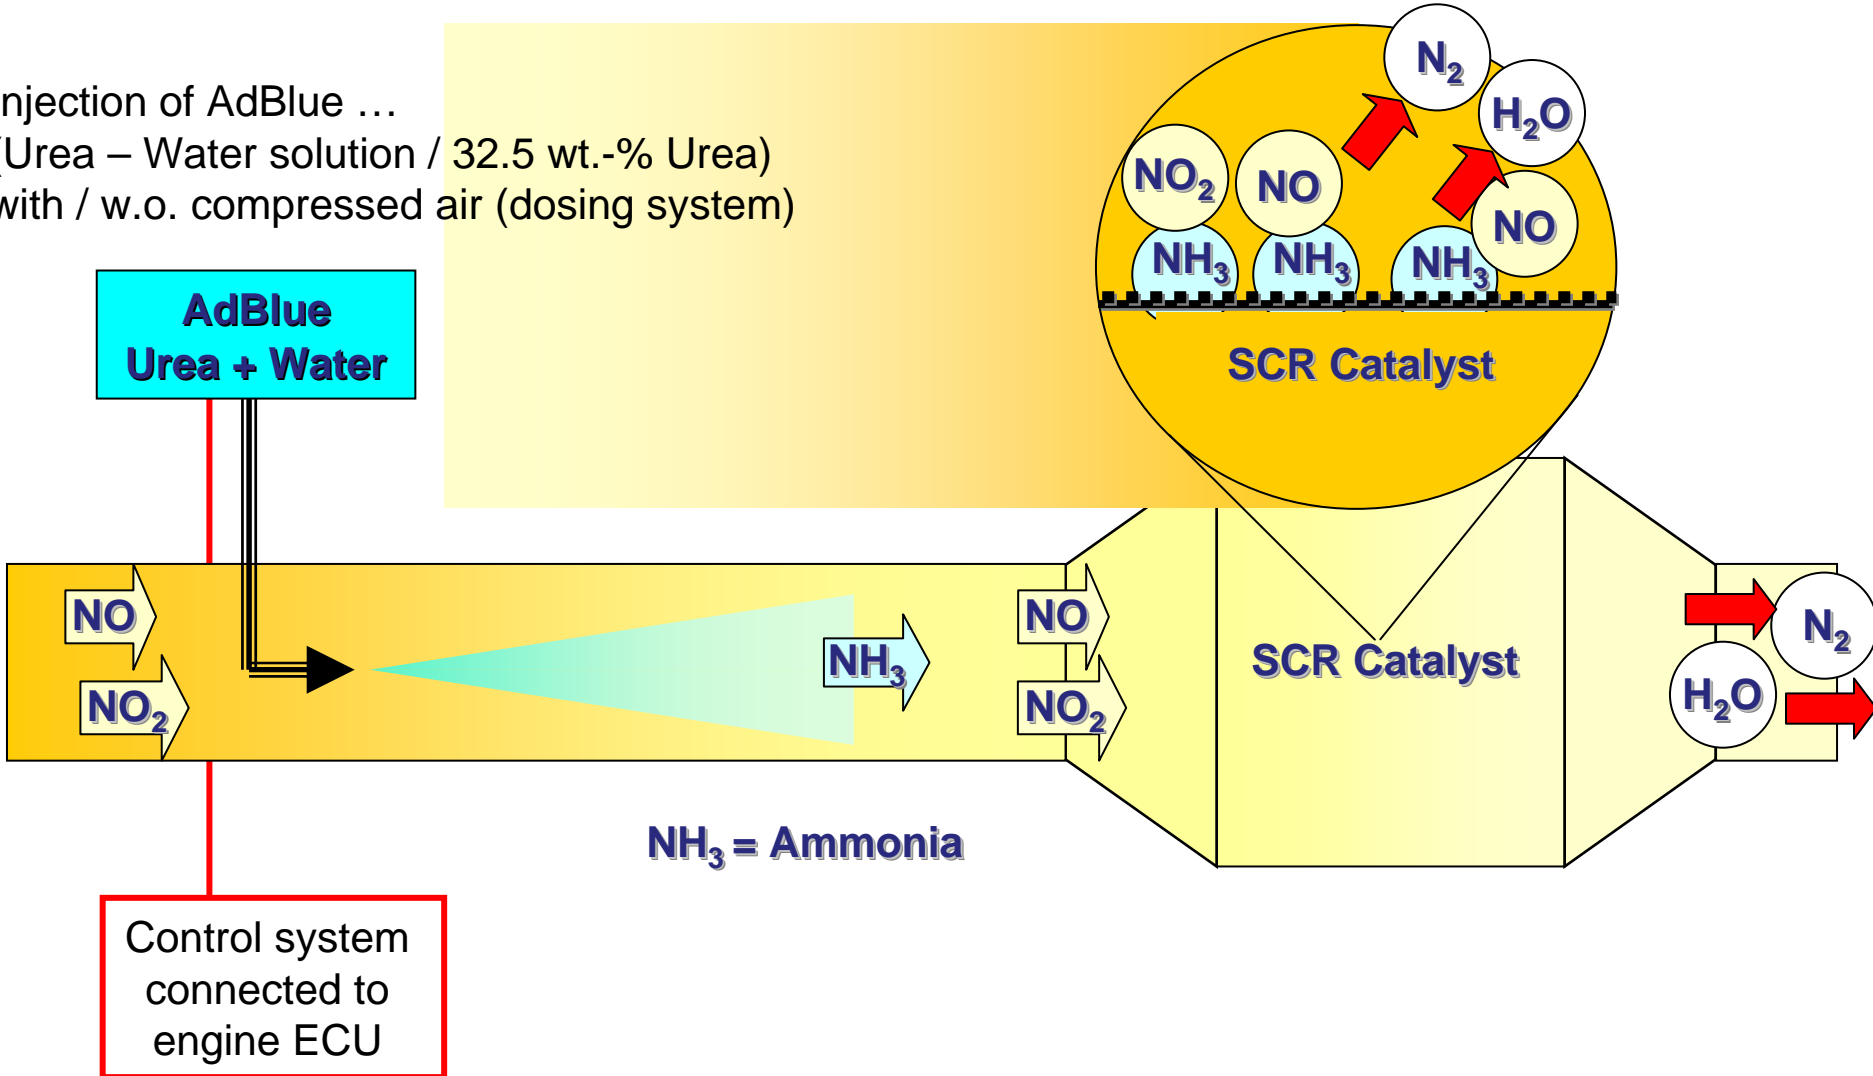 njection of AdBlue …
(Urea – Water solution / 32.5 wt.-% Urea)
with / w.o. compressed air (dosing system)
N2
H2O
NO2
NO
NO
NH3
NH3
NH3
SCR Catalyst
AdBlue
Urea + Water
NO
NO2
NH3
NO
NO2
SCR Catalyst
N2
H2O
NH3 = Ammonia
Control system
connected to
engine ECU